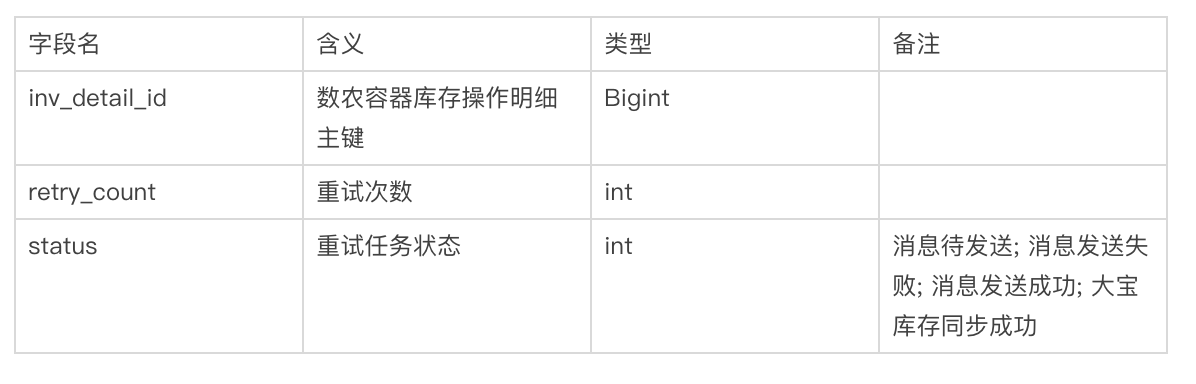 字段名 含义 类型 备注
inv_detail_id 数农容器库存操作明细 Bigint
主键
retry_count 重试次数 int
status 重试任务状态 int 消息待发送; 消息发送失
败; 消息发送成功; 大宝
库存同步成功